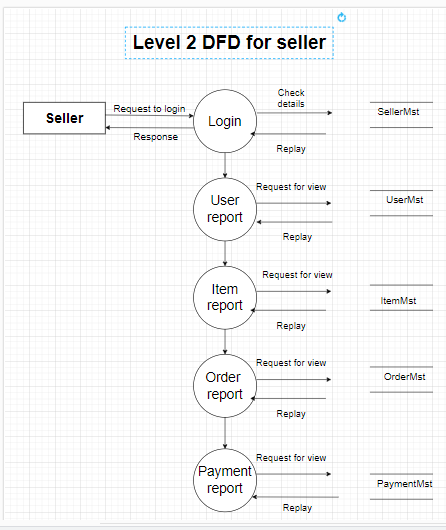 Level 2 DFD for seller
Seller
Request to login
Response
Login
Check
details
Replay
SellerMst
User
report
Request for view
Replay
UserMst
Item
report
Request for view
Replay
ItemMst
Order
report
Request for view
Replay
OrderMst
Payment
report
Request for view
Replay
PaymentMst